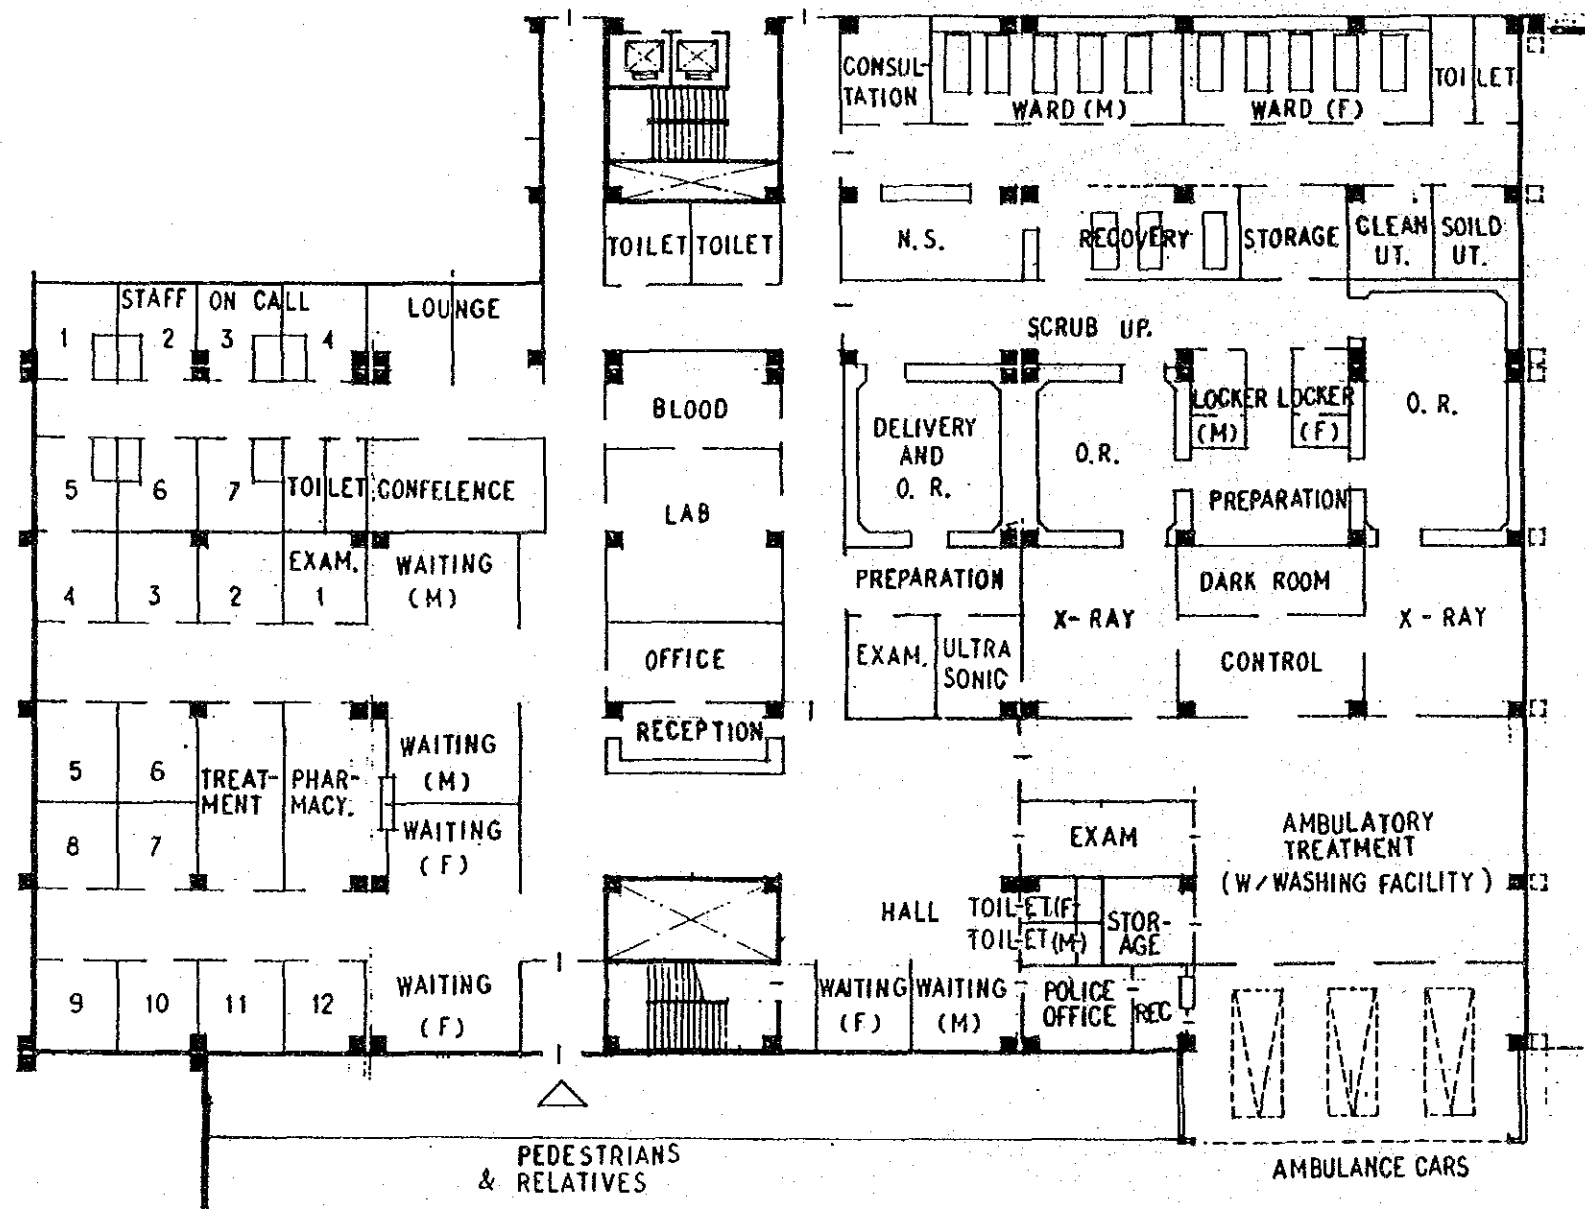 CONSUL-
TATION
WARD (M)
WARD (F)
TOILET
TOILET
TOILET
N.S.
RECOVERY
STORAGE
CLEAN
UT.
SOILD
UT.
STAFF ON CALL
1
2
3
4
LOUNGE
SCRUB UP.
BLOOD
DELIVERY
AND
O. R.
O.R.
LOCKER
(M)
LOCKER
(F)
O. R.
5
6
7
TOILET
CONFELENCE
LAB
PREPARATION
4
3
2
EXAM.
1
WAITING
(M)
PREPARATION
DARK ROOM
X-RAY
X - RAY
OFFICE
EXAM.
ULTRA
SONIC
CONTROL
RECEPTION
5
6
TREAT-
MENT
PHAR-
MACY.
WAITING
(M)
8
7
WAITING
(F)
EXAM
AMBULATORY
TREATMENT
(W/WASHING FACILITY)
HALL
TOIL-ET(F)
TOIL-ET(M)
STOR-
AGE
9
10
11
12
WAITING
(F)
WAITING
(F)
WAITING
(M)
POLICE
OFFICE
REC
PEDESTRIANS
& RELATIVES
AMBULANCE CARS